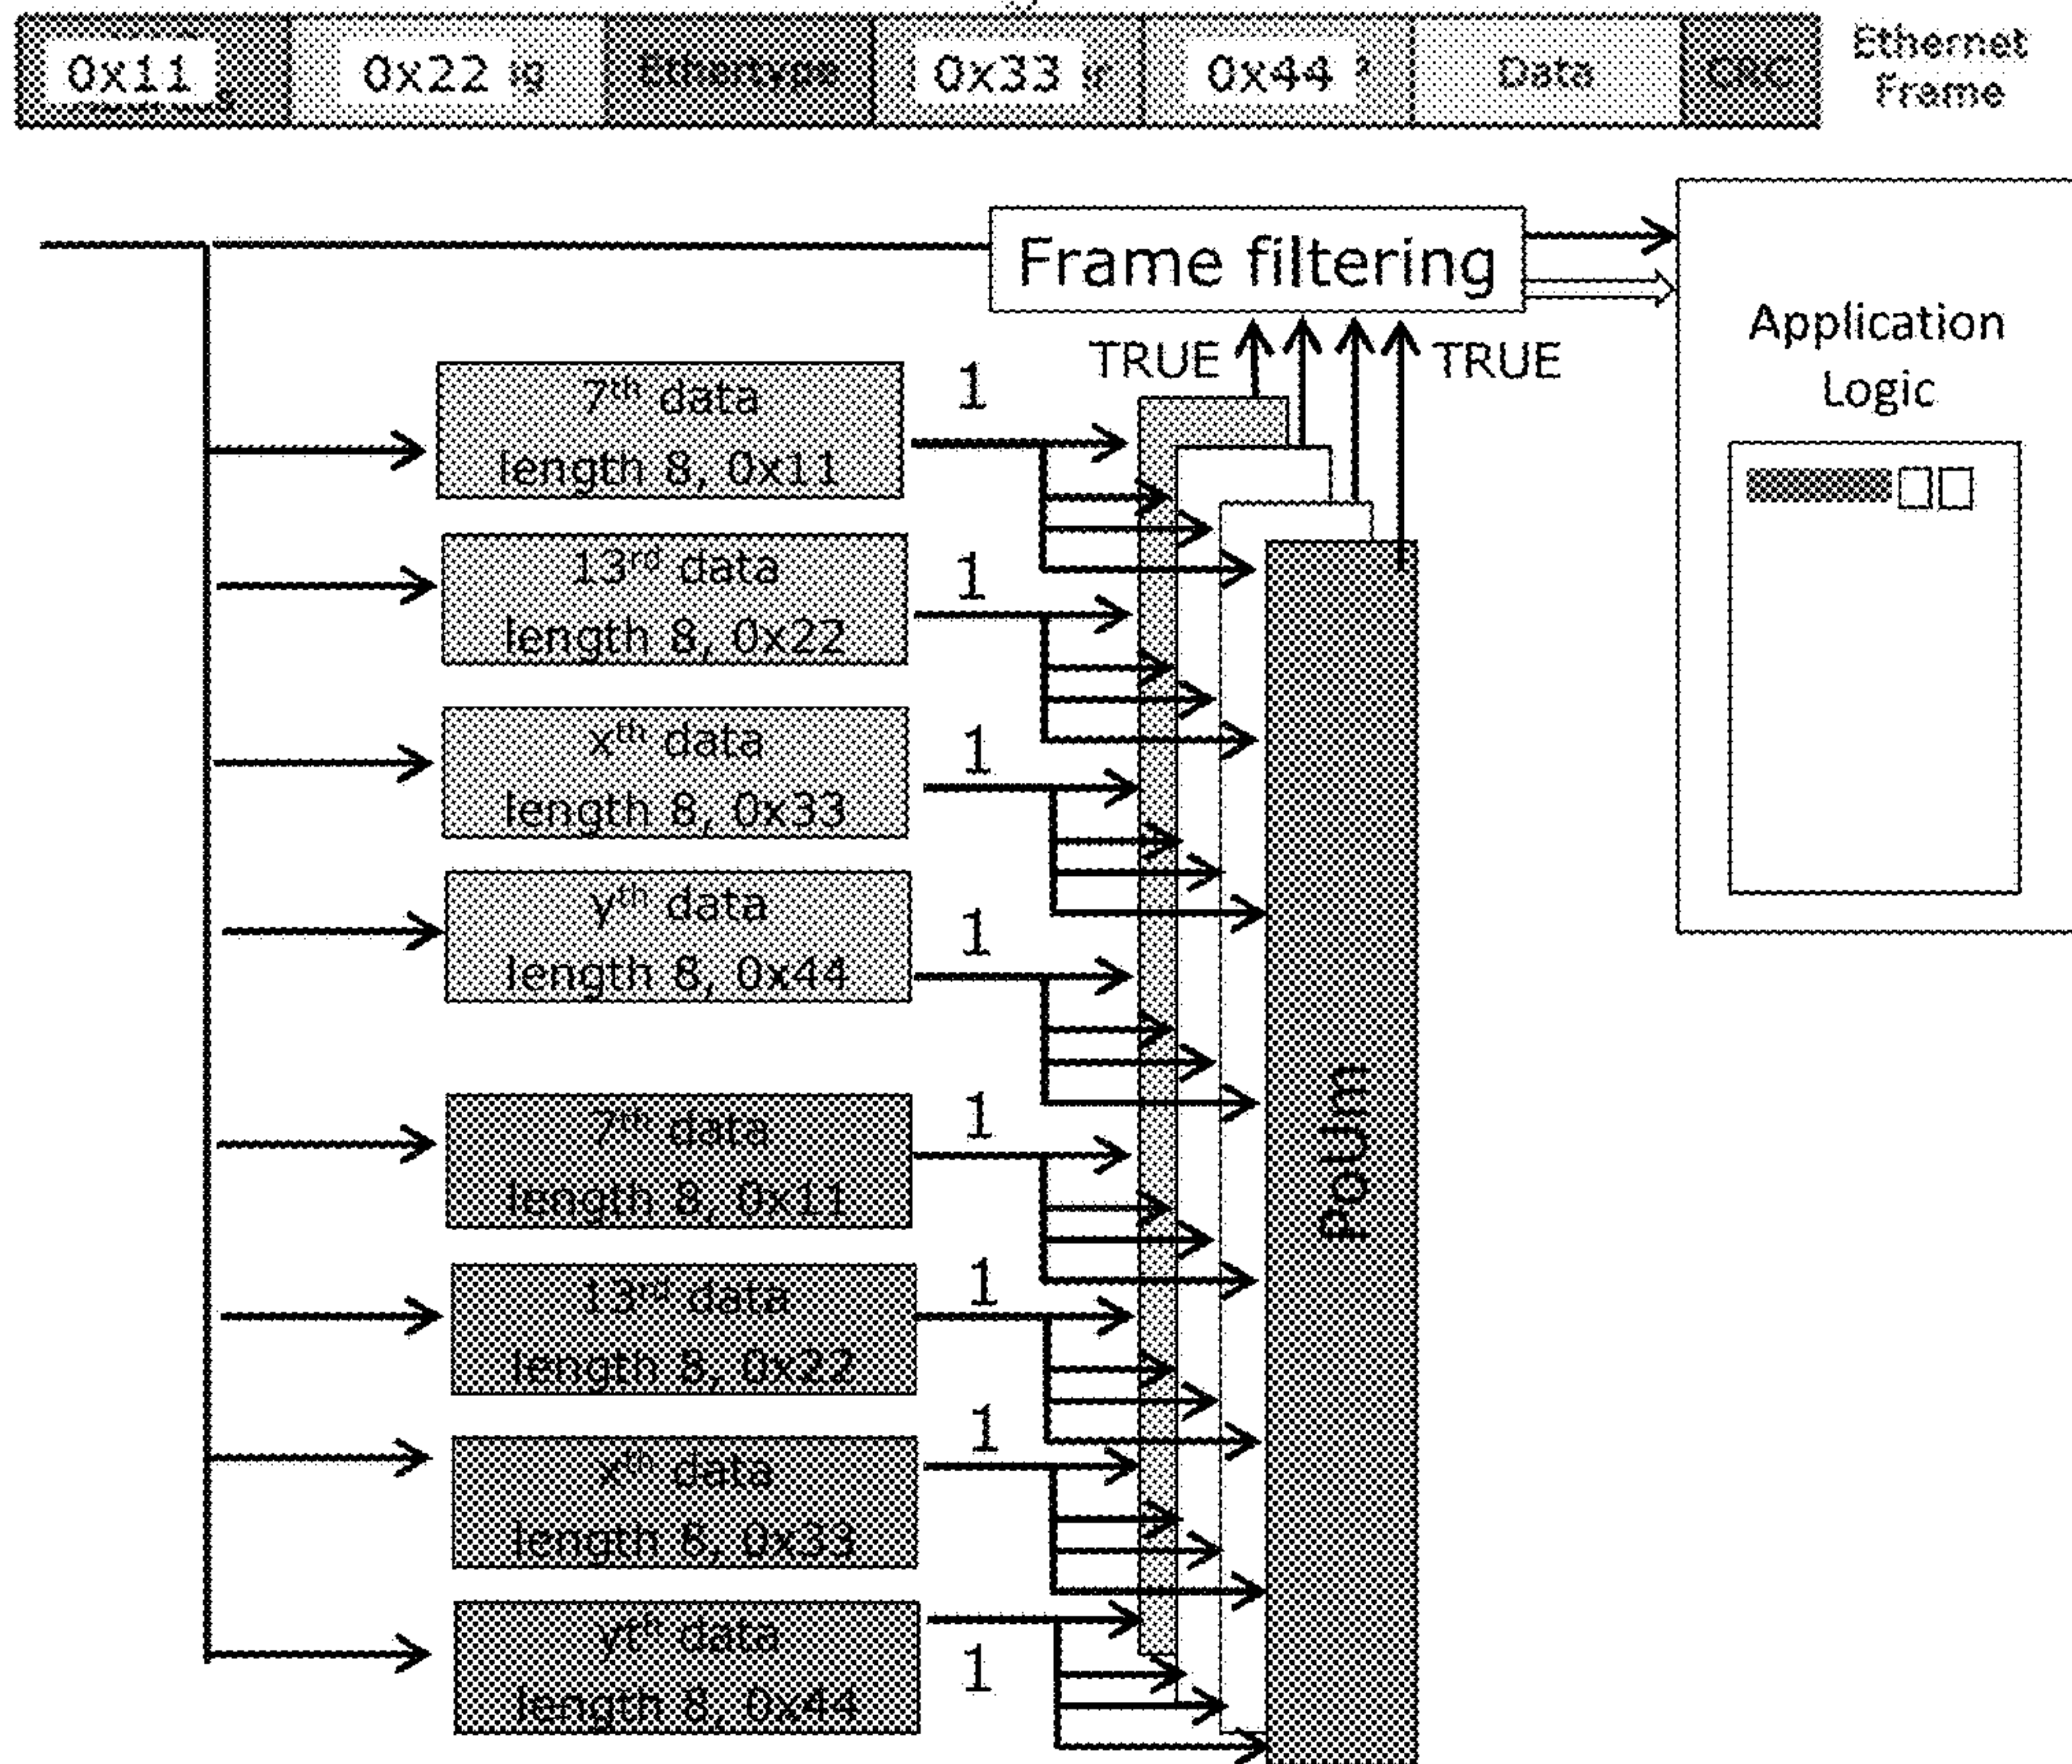 0x11
0x22
Ethertype
0x33
0x44
Data
CRC
Ethernet
Frame
Frame filtering
TRUE
TRUE
Application
Logic
7th data
length 8, 0x11
1
13rd data
length 8, 0x22
1
xth data
length 8, 0x33
1
yth data
length 8, 0x44
1
7th data
length 8, 0x11
1
13rd data
length 8, 0x22
1
xth data
length 8, 0x33
1
yth data
length 8, 0x44
1
PoUm